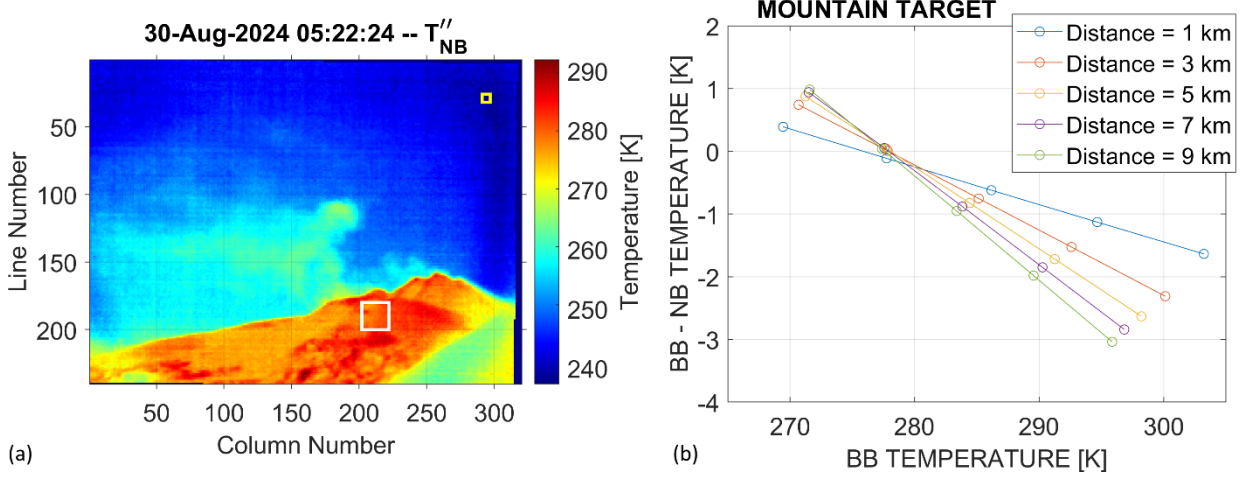 30-Aug-2024 05:22:24 -- T''NB
Line Number
50
100
150
200
50 100 150 200 250 300
Column Number
290
280
270
260
250
240
Temperature [K]
(a)
MOUNTAIN TARGET
BB - NB TEMPERATURE [K]
2
1
0
-1
-2
-3
-4
270 280 290 300
BB TEMPERATURE [K]
Distance = 1 km
Distance = 3 km
Distance = 5 km
Distance = 7 km
Distance = 9 km
(b)